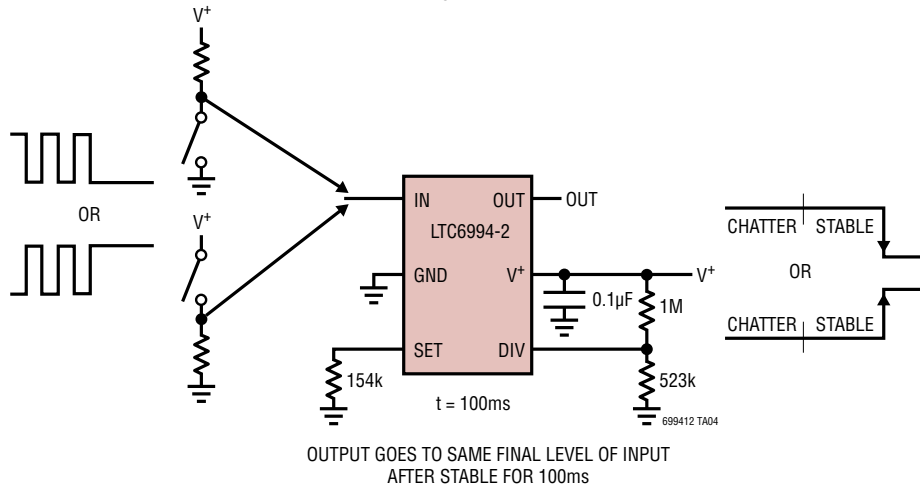 V+
OR
V+
IN
OUT
OUT
LTC6994-2
GND
V+
V+
0.1µF
1M
SET
DIV
154k
523k
t = 100ms
699412 TA04
CHATTER
STABLE
OR
CHATTER
STABLE
OUTPUT GOES TO SAME FINAL LEVEL OF INPUT
AFTER STABLE FOR 100ms